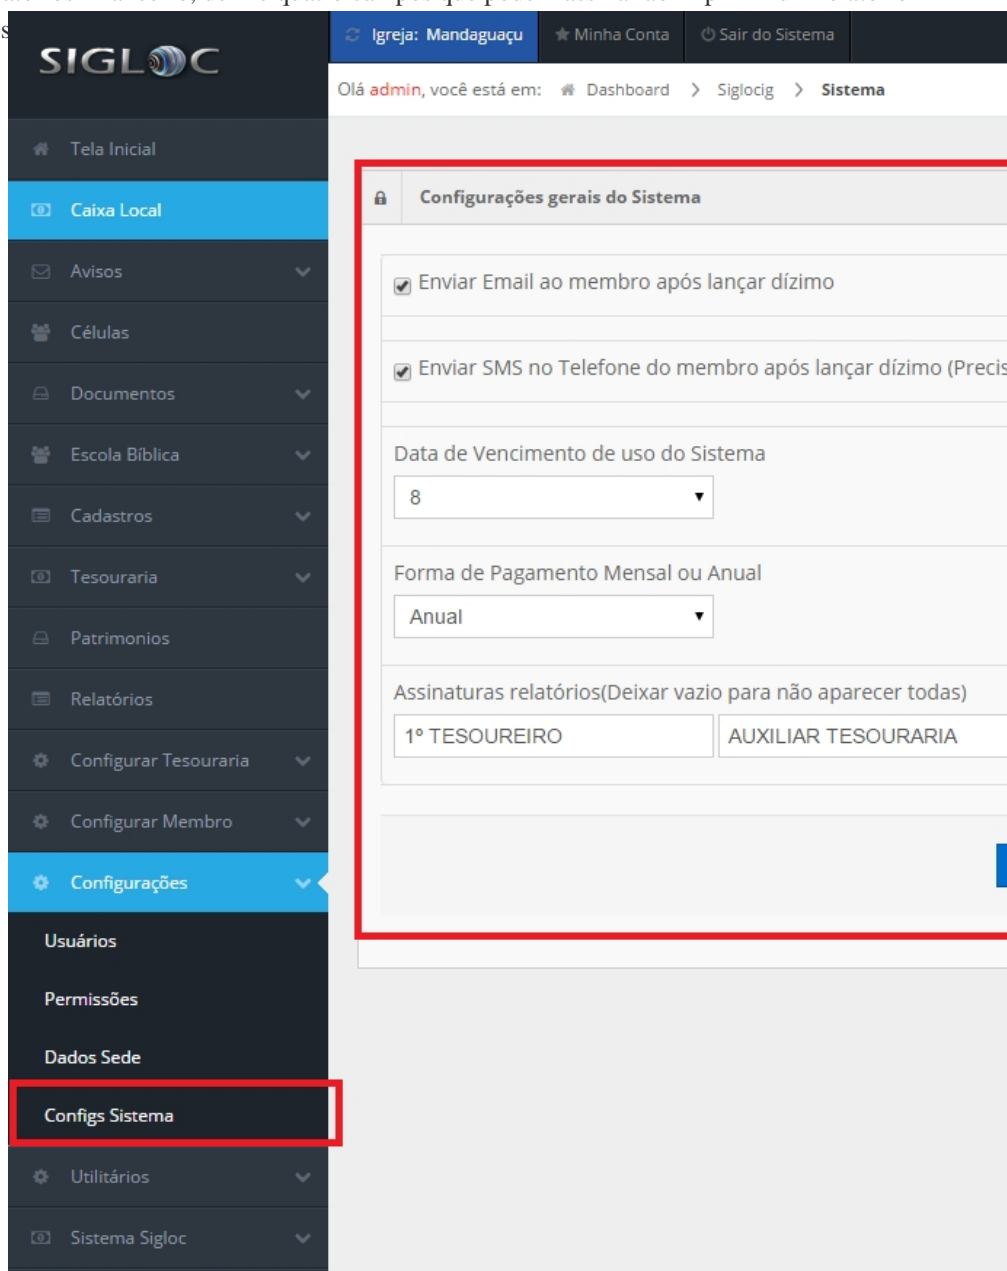 SIGLOC
Igreja: Mandaguaçu Minha Conta Sair do Sistema
Olá admin, você está em: Dashboard > Siglocig > Sistema
Tela Inicial
Caixa Local
Avisos
Células
Documentos
Escola Bíblica
Cadastros
Tesouraria
Patrimonios
Relatórios
Configurar Tesouraria
Configurar Membro
Configurações
Usuários
Permissões
Dados Sede
Configs Sistema
Utilitários
Sistema Sigloc
Configurações gerais do Sistema
Enviar Email ao membro após lançar dízimo
Enviar SMS no Telefone do membro após lançar dízimo (Precis
Data de Vencimento de uso do Sistema
8
Forma de Pagamento Mensal ou Anual
Anual
Assinaturas relatórios(Deixar vazio para não aparecer todas)
1º TESOUREIRO AUXILIAR TESOURARIA